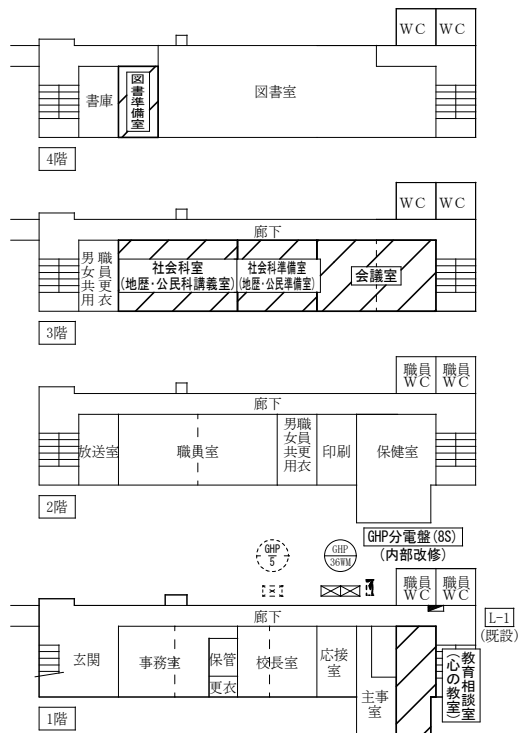 WC WC
書庫
図書準備室
図書室
4階
WC WC
廊下
男女共用
職員更衣
社会科室
(地歴・公民科講義室)
社会科準備室
(地歴・公民準備室)
会議室
3階
職員WC
職員WC
廊下
放送室
職員室
男女共用
職員更衣
印刷
保健室
2階
GHP分電盤(8S)
(内部改修)
GHP
5
GHP
36WM
職員WC
職員WC
廊下
L-1
(既設)
玄関
事務室
保管
更衣
校長室
応接室
主事室
教育相談室
(心の教室)
1階